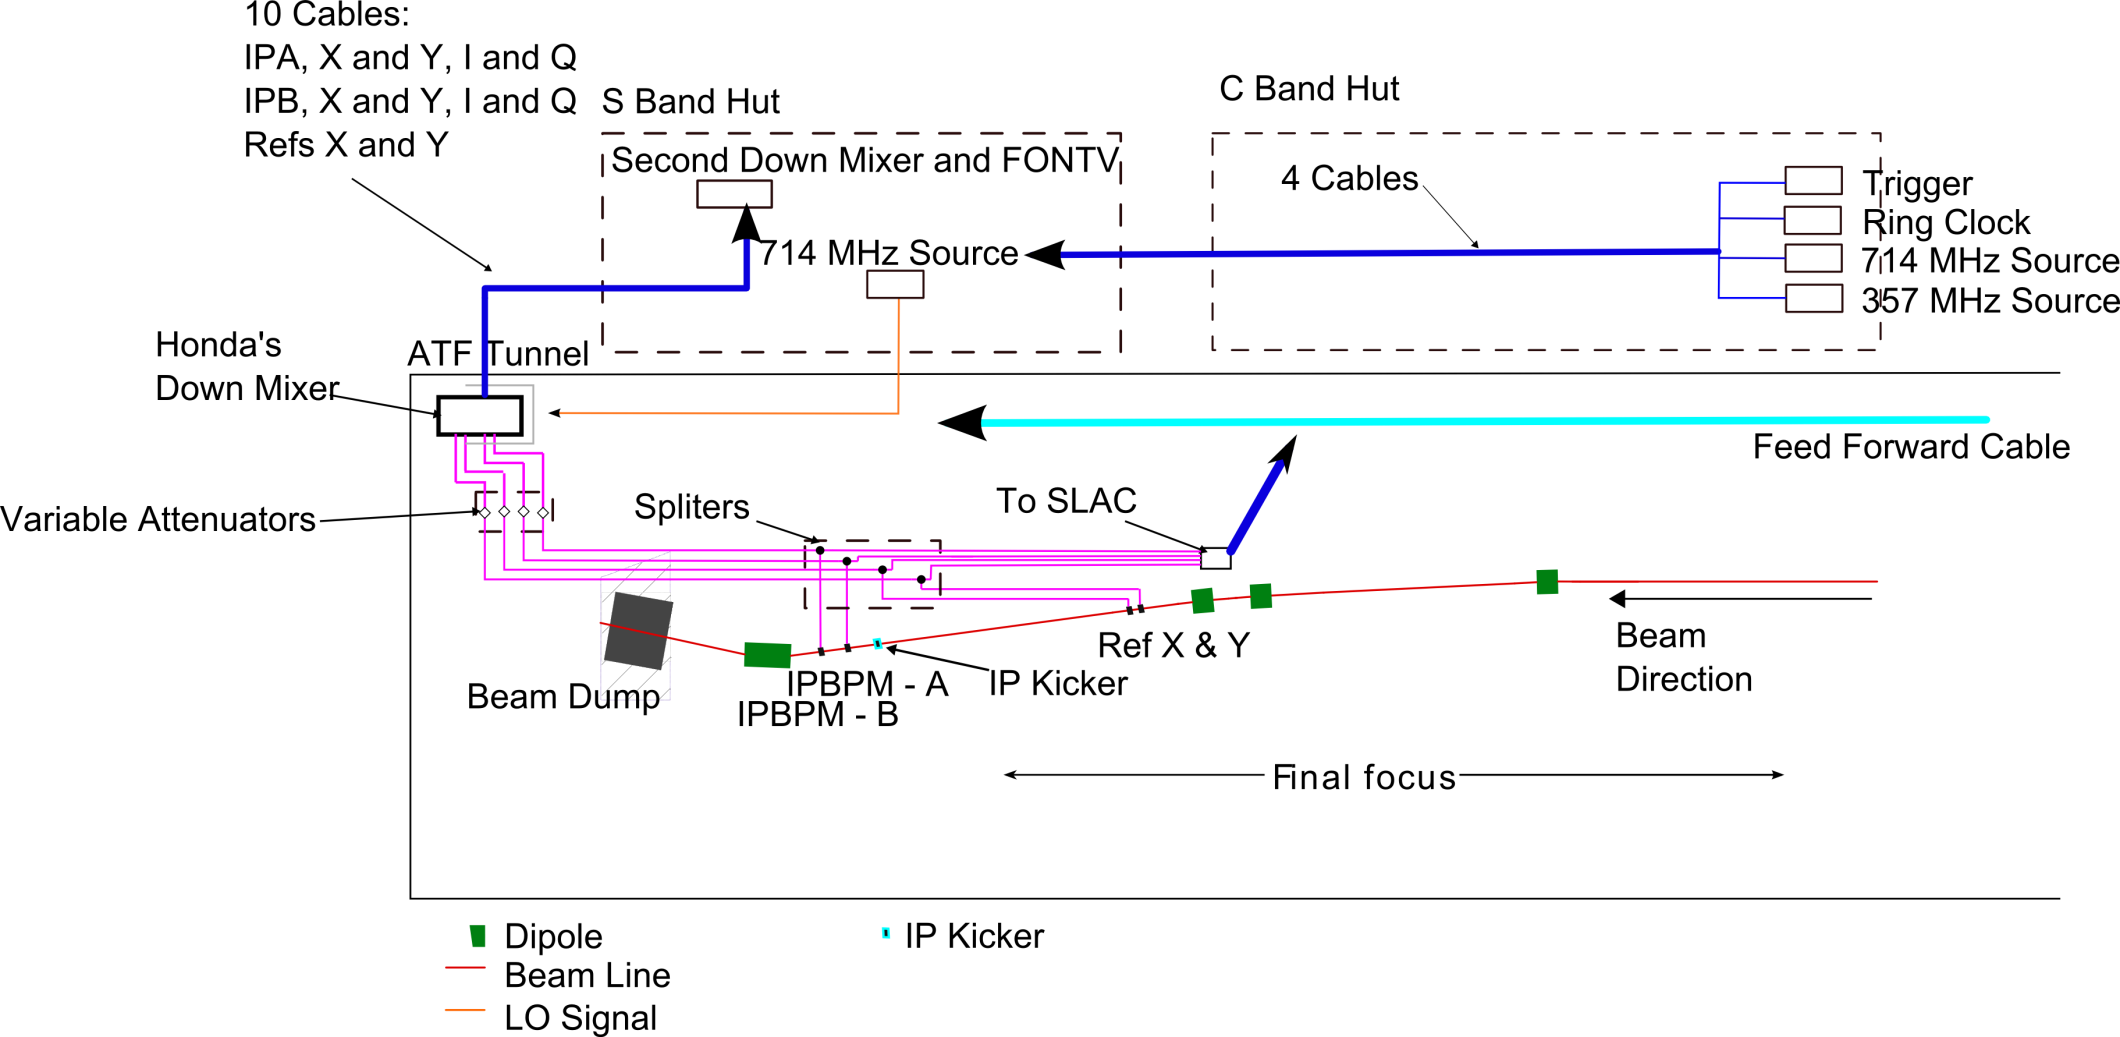 10 Cables:
IPA, X and Y, I and Q
IPB, X and Y, I and Q
Refs X and Y
S Band Hut
C Band Hut
Second Down Mixer and FONTV
4 Cables
Trigger
Ring Clock
714 MHz Source
714 MHz Source
357 MHz Source
Honda's
Down Mixer
ATF Tunnel
Feed Forward Cable
Variable Attenuators
Spliters
To SLAC
Beam
Direction
Ref X & Y
IP Kicker
IPBPM - A
IPBPM - B
Beam Dump
Final focus
Dipole
IP Kicker
Beam Line
LO Signal